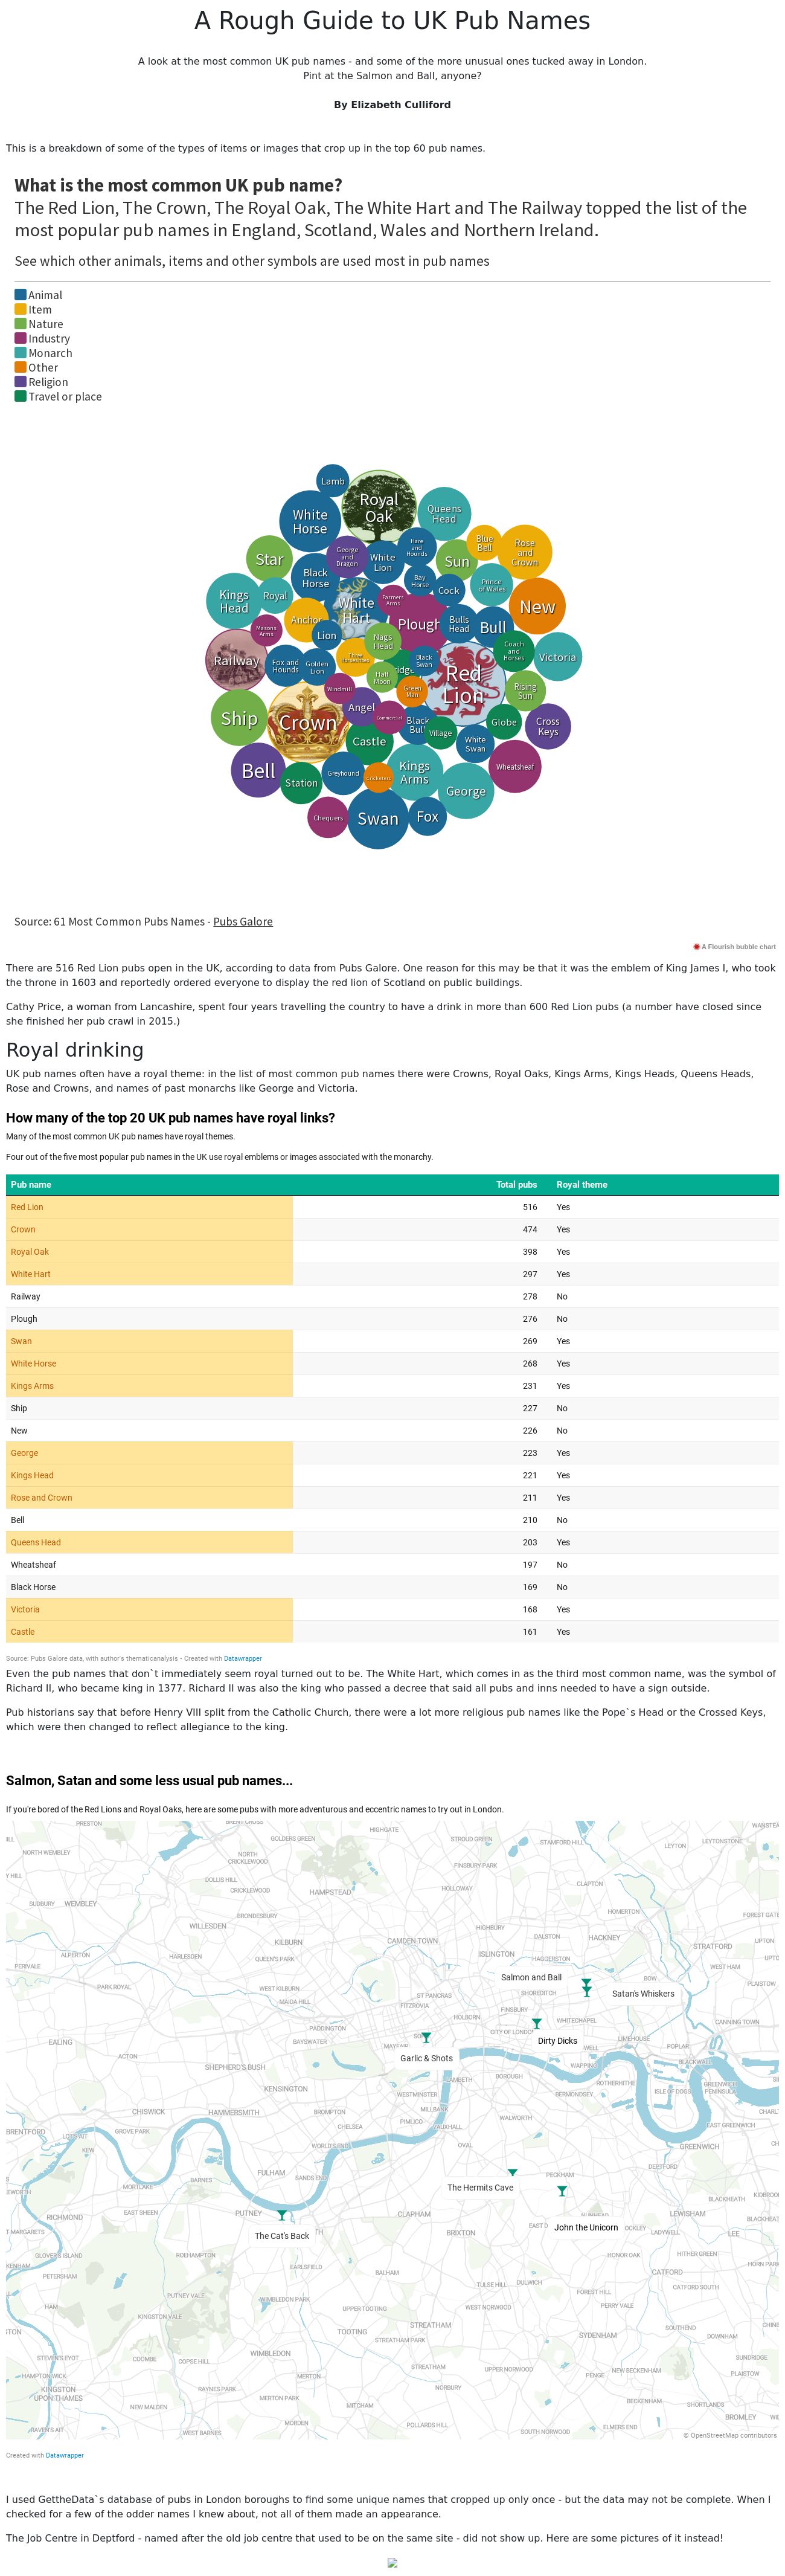 A Rough Guide to UK Pub Names
A look at the most common UK pub names - and some of the more unusual ones tucked away in London.
Pint at the Salmon and Ball, anyone?
By Elizabeth Culliford
This is a breakdown of some of the types of items or images that crop up in the top 60 pub names.
What is the most common UK pub name?
The Red Lion, The Crown, The Royal Oak, The White Hart and The Railway topped the list of the
most popular pub names in England, Scotland, Wales and Northern Ireland.
See which other animals, items and other symbols are used most in pub names
Animal
Item
Nature
Industry
Monarch
Other
Religion
Travel or place
Lamb
Royal
Oak
White
Horse
Queens
Head
Star
George
and
Dragon
White
Lion
Hare
and
Hounds
Sun
Blue
Bell
Rose
and
Crown
Black
Horse
Bay
Horse
Cock
Prince
of Wales
Kings
Head
Royal
White
Hart
Farmers
Arms
New
Anchor
Plough
Bulls
Head
Bull
Masons
Arms
Lion
Nags
Head
Coach
and
Horses
Victoria
Railway
Fox and
Hounds
Golden
Lion
Black
Swan
Half
Moon
Red
Lion
Windmill
Green
Man
Rising
Sun
Ship
Crown
Angel
Commercial
Black
Bull
Village
Globe
Cross
Keys
Castle
White
Swan
Bell
Station
Greyhound
Cricketers
Kings
Arms
Wheatsheaf
George
Chequers
Swan
Fox
Source: 61 Most Common Pubs Names - Pubs Galore
A Flourish bubble chart
There are 516 Red Lion pubs open in the UK, according to data from Pubs Galore. One reason for this may be that it was the emblem of King James I, who took
the throne in 1603 and reportedly ordered everyone to display the red lion of Scotland on public buildings.
Cathy Price, a woman from Lancashire, spent four years travelling the country to have a drink in more than 600 Red Lion pubs (a number have closed since
she finished her pub crawl in 2015.)
Royal drinking
UK pub names often have a royal theme: in the list of most common pub names there were Crowns, Royal Oaks, Kings Arms, Kings Heads, Queens Heads,
Rose and Crowns, and names of past monarchs like George and Victoria.
How many of the top 20 UK pub names have royal links?
Many of the most common UK pub names have royal themes.
Four out of the five most popular pub names in the UK use royal emblems or images associated with the monarchy.
Pub name Total pubs Royal theme
Red Lion 516 Yes
Crown 474 Yes
Royal Oak 398 Yes
White Hart 297 Yes
Railway 278 No
Plough 276 No
Swan 269 Yes
White Horse 268 Yes
Kings Arms 231 Yes
Ship 227 No
New 226 No
George 223 Yes
Kings Head 221 Yes
Rose and Crown 211 Yes
Bell 210 No
Queens Head 203 Yes
Wheatsheaf 197 No
Black Horse 169 No
Victoria 168 Yes
Castle 161 Yes
Source: Pubs Galore data, with author's thematicanalysis • Created with Datawrapper
Even the pub names that don`t immediately seem royal turned out to be. The White Hart, which comes in as the third most common name, was the symbol of
Richard II, who became king in 1377. Richard II was also the king who passed a decree that said all pubs and inns needed to have a sign outside.
Pub historians say that before Henry VIII split from the Catholic Church, there were a lot more religious pub names like the Pope`s Head or the Crossed Keys,
which were then changed to reflect allegiance to the king.
Salmon, Satan and some less usual pub names...
If you're bored of the Red Lions and Royal Oaks, here are some pubs with more adventurous and eccentric names to try out in London.
PRESTON
HIGHGATE
GOLDERS GREEN
STROUD GREEN
STAMFORD HILL
LEYTON
LEYTONSTONE
NORTH WEMBLEY
NORTH
CRICKLEWOOD
FINSBURY PARK
DOLLIS HILL
CRICKLEWOOD
HAMPSTEAD
HOLLOWAY
CLAPTON
SUDBURY
WEMBLEY
HOMERTON
BRONDESBURY
WILLESDEN
HIGHBURY
KILBURN
CAMDEN TOWN
DALSTON
HACKNEY
STRATFORD
ALPERTON
HARLESDEN
QUEEN'S PARK
ISLINGTON
HAGGERSTON
UPTON
PERIVALE
WEST HAM
Salmon and Ball
BOW
PARK ROYAL
WEST KILBURN
ST PANCRAS
SHOREDITCH
Satan's Whiskers
PLAISTOW
MAIDA HILL
FITZROVIA
FINSBURY
HOLBORN
WHITECHAPEL
CANNING TOWN
PADDINGTON
CITY OF LONDON
Dirty Dicks
LIMEHOUSE
EALING
BAYSWATER
POPLAR
ACTON
Garlic & Shots
WAPPING
BLACKWALL
SHEPHERD'S BUSH
BOROUGH
ROTHERHITHE
KENSINGTON
WESTMINSTER
BERMONDSEY
ISLE OF DOGS
GREENWICH
PENINSULA
CHISWICK
HAMMERSMITH
BROMPTON
MILLBANK
WALWORTH
CHELSEA
PIMLICO
VAUXHALL
EAST GREENWICH
BRENTFORD
GROVE PARK
WORLD'S END
OVAL
GREENWICH
KEW
DEPTFORD
FULHAM
SANDS END
The Hermits Cave
PECKHAM
MORTLAKE
BARNES
BLACKHEATH
RICHMOND
EAST SHEEN
PUTNEY
CLAPHAM
LEWISHAM
The Cat's Back
BRIXTON
John the Unicorn
LADYWELL
LEE
ROEHAMPTON
HONOR OAK
HITHER GREEN
PETERSHAM
EARLSFIELD
BALHAM
CATFORD
TULSE HILL
DULWICH
CATFORD SOUTH
PUTNEY VALE
WIMBLEDON PARK
FOREST HILL
HAM
UPPER TOOTING
WEST NORWOOD
PERRY VALE
KINGSTON VALE
TOOTING
STREATHAM
STREATHAM PARK
SYDENHAM
SOUTHEND
DOWNHAM
COOMBE
COPSE HILL
WIMBLEDON
STREATHAM
UPPER NORWOOD
NEW BECKENHAM
SUNDRIDGE
PLAISTOW
HAMPTON WICK
MERTON
PENGE
KINGSTON
UPON THAMES
RAYNES PARK
NORBURY
MERTON PARK
BECKENHAM
SHORTLANDS
NEW MALDEN
MITCHAM
BROMLEY
MORDEN
POLLARDS HILL
ELMERS END
WEST BARNES
SOUTH NORWOOD
© OpenStreetMap contributors
Created with Datawrapper
I used GettheData`s database of pubs in London boroughs to find some unique names that cropped up only once - but the data may not be complete. When I
checked for a few of the odder names I knew about, not all of them made an appearance.
The Job Centre in Deptford - named after the old job centre that used to be on the same site - did not show up. Here are some pictures of it instead!